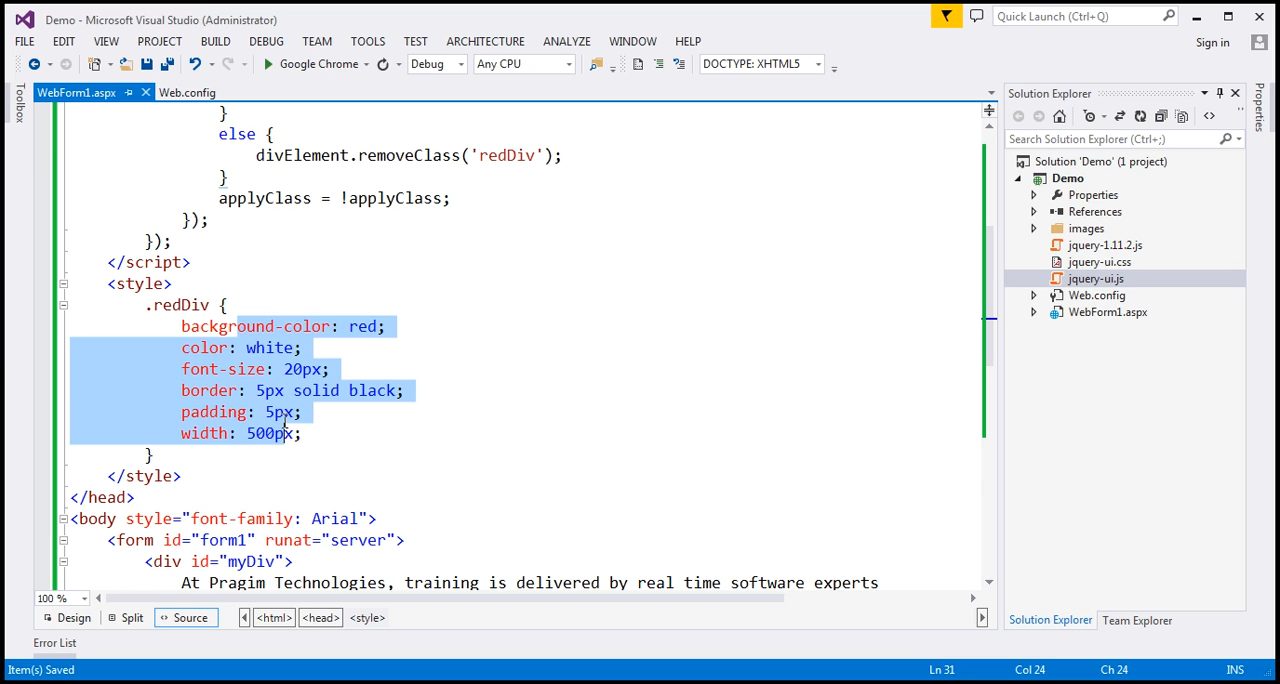 Demo - Microsoft Visual Studio (Administrator)
Quick Launch (Ctrl+Q)
FILE EDIT VIEW PROJECT BUILD DEBUG TEAM TOOLS TEST ARCHITECTURE ANALYZE WINDOW HELP
Sign in
Google Chrome Debug Any CPU DOCTYPE: XHTML5
Toolbox
WebForm1.aspx Web.config
}
else {
divElement.removeClass('redDiv');
}
applyClass = !applyClass;
});
});
</script>
<style>
.redDiv {
background-color: red;
color: white;
font-size: 20px;
border: 5px solid black;
padding: 5px;
width: 500px;
}
</style>
</head>
<body style="font-family: Arial">
<form id="form1" runat="server">
<div id="myDiv">
At Pragim Technologies, training is delivered by real time software experts
100 %
Design Split Source <html> <head> <style>
Error List
Solution Explorer
Search Solution Explorer (Ctrl+;)
Solution 'Demo' (1 project)
Demo
Properties
References
images
jquery-1.11.2.js
jquery-ui.css
jquery-ui.js
Web.config
WebForm1.aspx
Solution Explorer Team Explorer
Properties
Item(s) Saved Ln 31 Col 24 Ch 24 INS